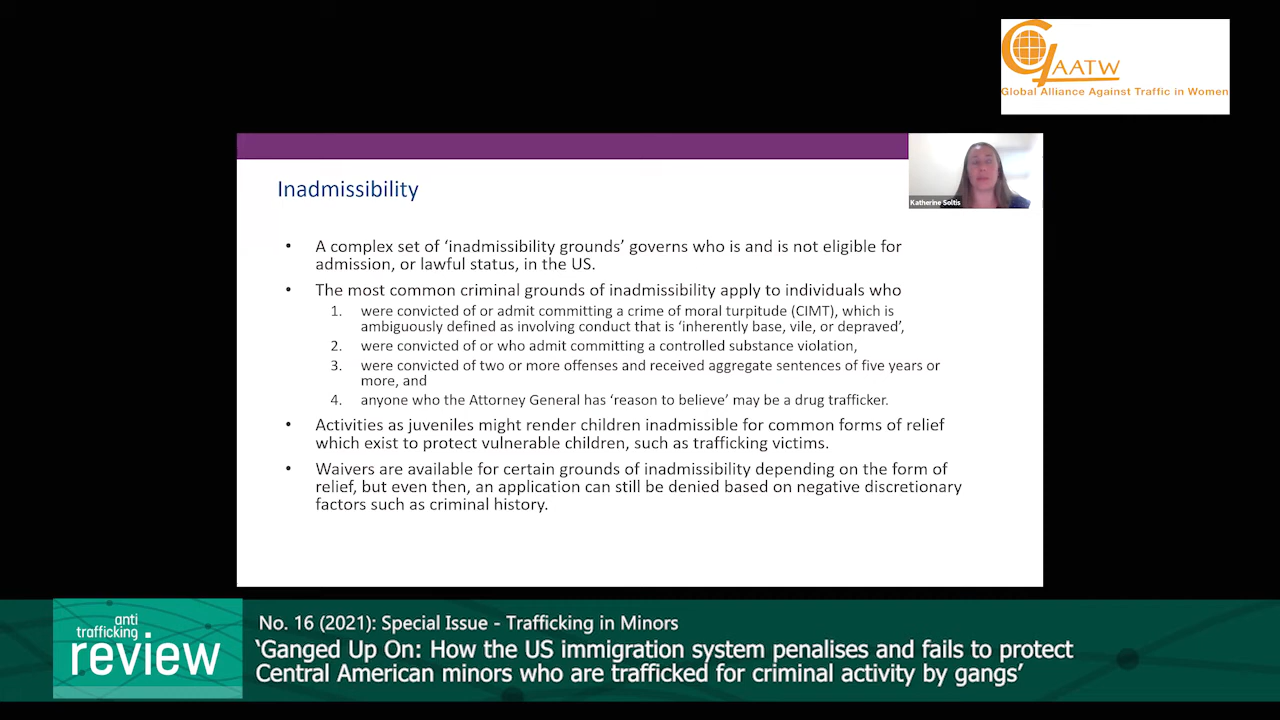 GAATW
Global Alliance Against Traffic in Women
Katherine Soltis
Inadmissibility
• A complex set of ‘inadmissibility grounds’ governs who is and is not eligible for
admission, or lawful status, in the US.
• The most common criminal grounds of inadmissibility apply to individuals who
1. were convicted of or admit committing a crime of moral turpitude (CIMT), which is
ambiguously defined as involving conduct that is ‘inherently base, vile, or depraved’,
2. were convicted of or who admit committing a controlled substance violation,
3. were convicted of two or more offenses and received aggregate sentences of five years or
more, and
4. anyone who the Attorney General has ‘reason to believe’ may be a drug trafficker.
• Activities as juveniles might render children inadmissible for common forms of relief
which exist to protect vulnerable children, such as trafficking victims.
• Waivers are available for certain grounds of inadmissibility depending on the form of
relief, but even then, an application can still be denied based on negative discretionary
factors such as criminal history.
anti
trafficking
review
No. 16 (2021): Special Issue - Trafficking in Minors
‘Ganged Up On: How the US immigration system penalises and fails to protect
Central American minors who are trafficked for criminal activity by gangs’